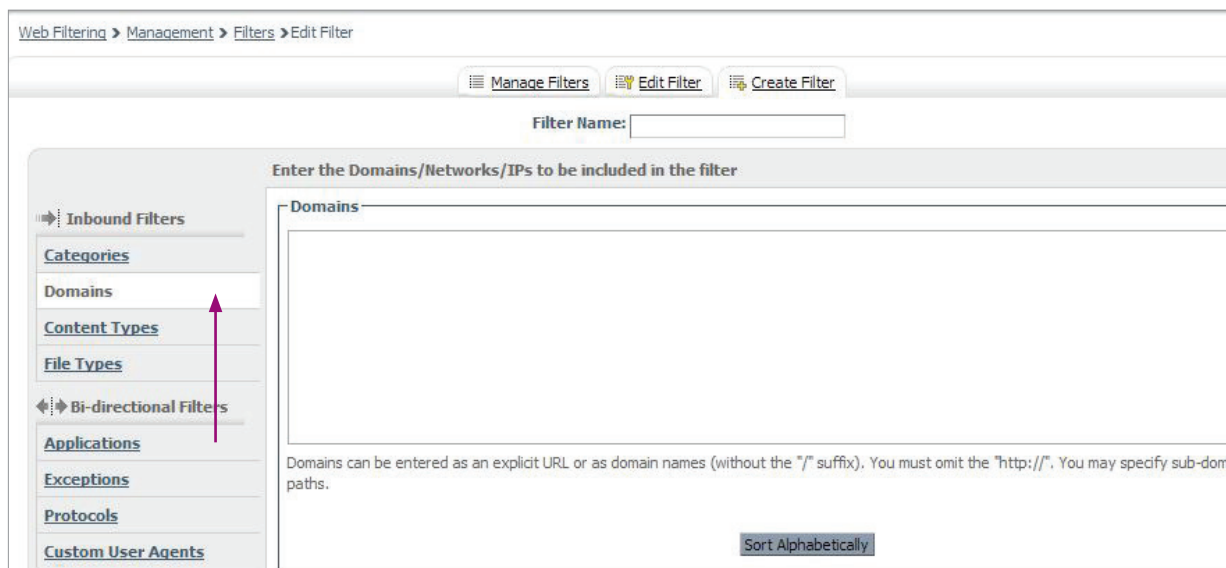 Web Filtering > Management > Filters >Edit Filter
Manage Filters Edit Filter Create Filter
Filter Name:
Enter the Domains/Networks/IPs to be included in the filter
Inbound Filters
Categories
Domains
Content Types
File Types
Bi-directional Filters
Applications
Exceptions
Protocols
Custom User Agents
Domains
Domains can be entered as an explicit URL or as domain names (without the "/" suffix). You must omit the "http://". You may specify sub-dom
paths.
Sort Alphabetically